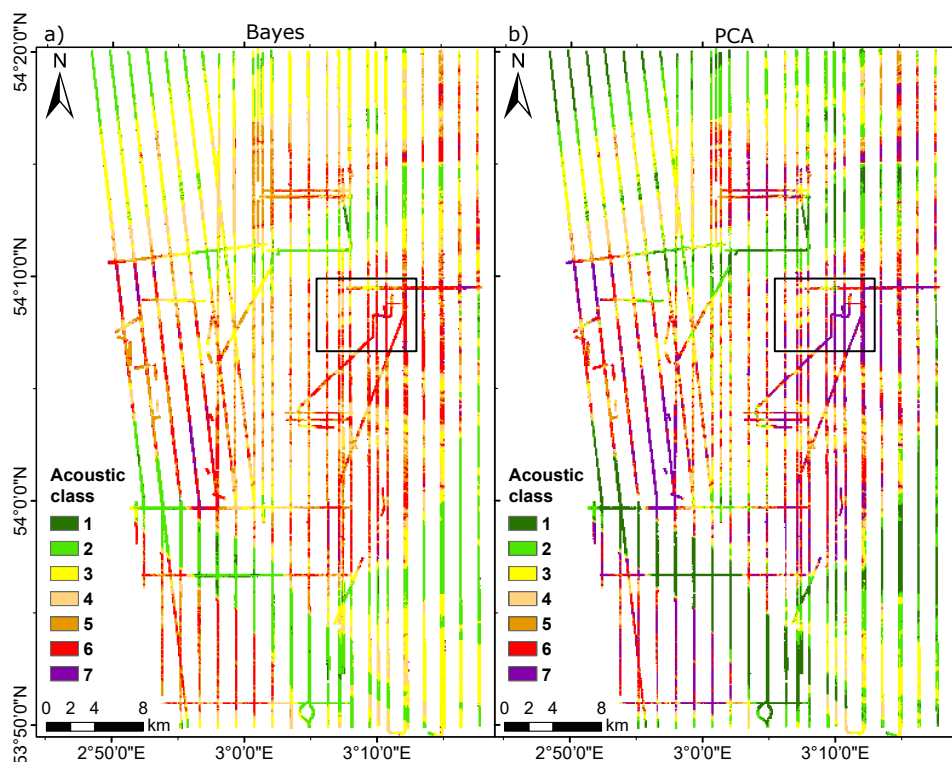 a) Bayes
b) PCA
N
N
54°20'0"N
54°10'0"N
54°0'0"N
53°50'0"N
Acoustic
class
1
2
3
4
5
6
7
0 2 4 8
km
Acoustic
class
1
2
3
4
5
6
7
0 2 4 8
km
2°50'0"E 3°0'0"E 3°10'0"E
2°50'0"E 3°0'0"E 3°10'0"E